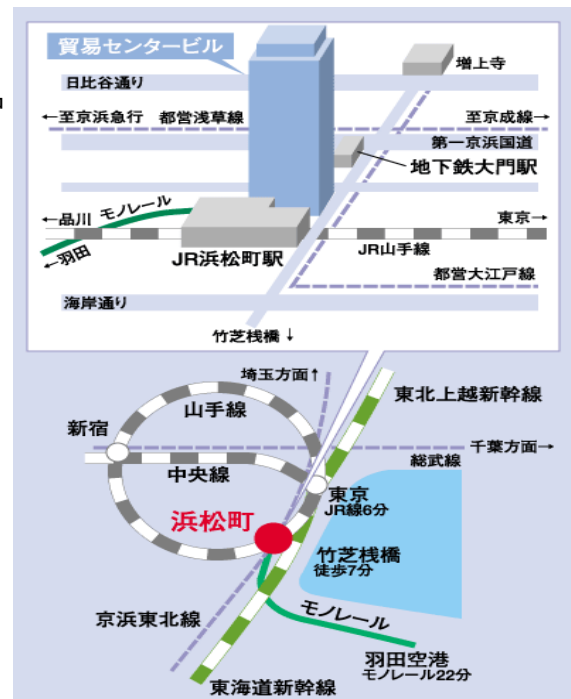 貿易センタービル
増上寺
日比谷通り
←至京浜急行 都営浅草線 至京成線→
第一京浜国道
地下鉄大門駅
←品川 モノレール 東京→
←羽田 JR浜松町駅 JR山手線
都営大江戸線
海岸通り
竹芝桟橋↓
埼玉方面↑
東北上越新幹線
山手線
新宿
千葉方面→
中央線 総武線
東京
JR線6分
浜松町
竹芝桟橋
徒歩7分
京浜東北線
モノレール
羽田空港
モノレール22分
東海道新幹線